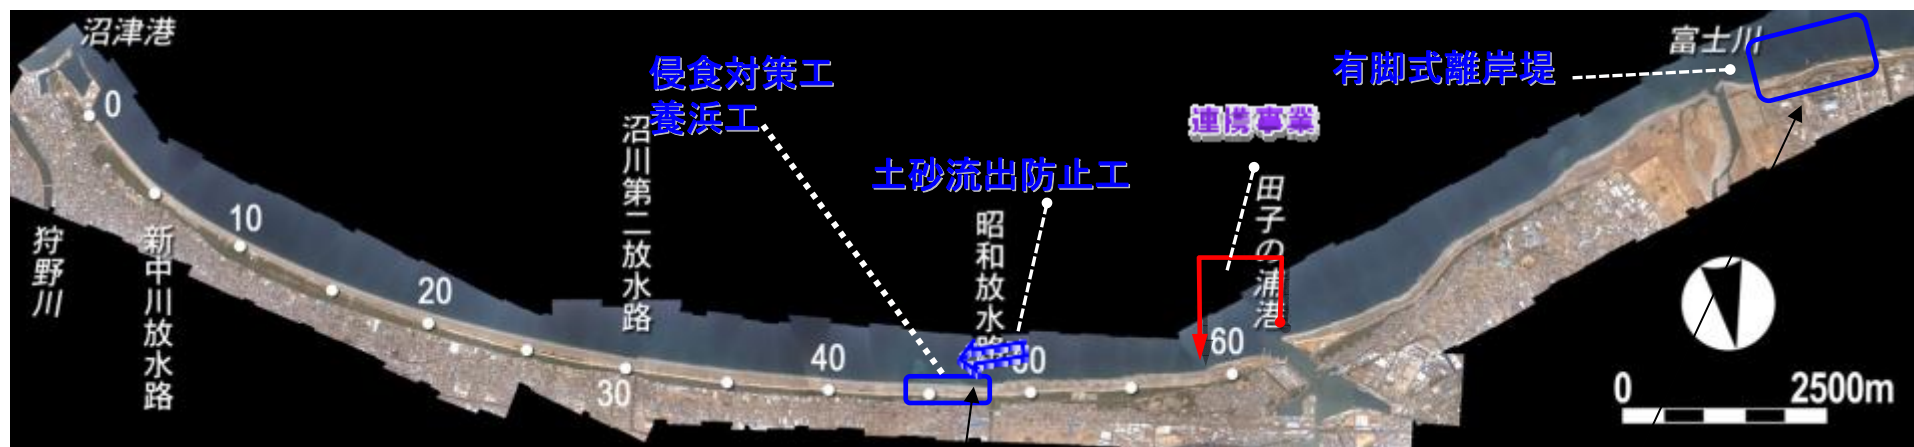 沼津港
富士川
侵食対策工
養浜工
有脚式離岸堤
連携事業
0
沼川第二放水路
土砂流出防止工
田子の浦港
10
昭和放水路
狩野川
新中川放水路
20
60
40
30
0 2500m